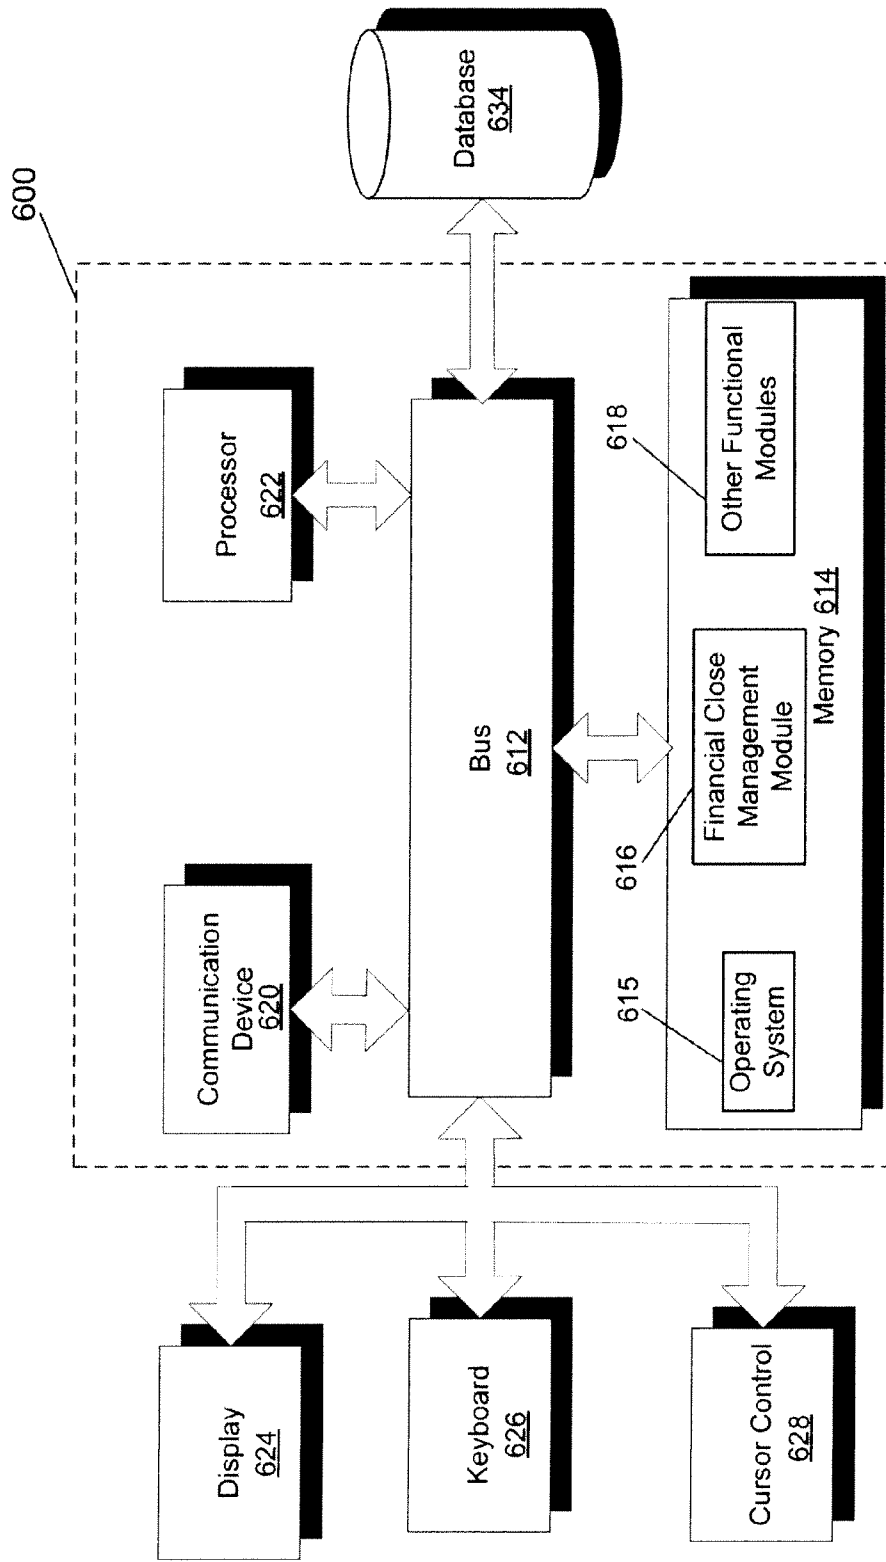 600
Display
624
Keyboard
626
Cursor Control
628
Communication
Device
620
Processor
622
Bus
612
Database
634
615
Operating
System
616
Financial Close
Management
Module
618
Other Functional
Modules
Memory 614